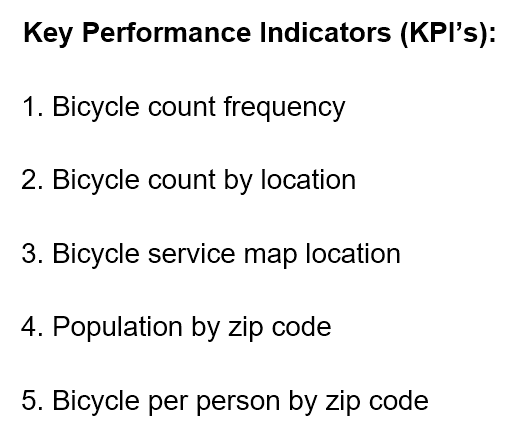 Key Performance Indicators (KPI’s):
1. Bicycle count frequency
2. Bicycle count by location
3. Bicycle service map location
4. Population by zip code
5. Bicycle per person by zip code